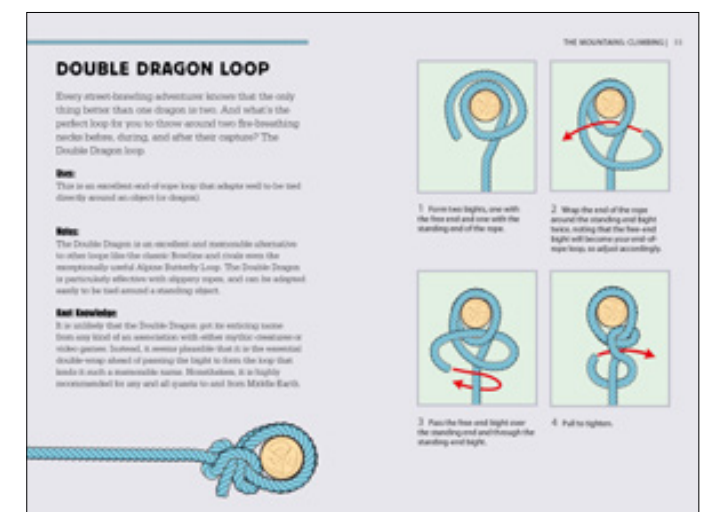 THE MOUNTAINS: CLIMBING |
DOUBLE DRAGON LOOP
Every street-brawling adventurer knows that the only
thing better than one dragon is two. And what's the
perfect loop for you to throw around two fire-breathing
necks before, during, and after their capture? The
Double Dragon loop.
Uses:
This is an excellent end-of-rope loop that adapts well to be tied
directly around an object (or dragon).
Notes:
The Double Dragon is an excellent and memorable alternative
to other loops like the classic Bowline and rivals even the
exceptionally useful Alpine Butterfly Loop. The Double Dragon
is particularly effective with slippery ropes, and can be adapted
easily to be tied around a standing object.
Knot Knowledge:
It is unlikely that the Double Dragon got its enticing name
from any kind of an association with either mythic creatures or
video games. Instead, it seems plausible that it is the essential
double-wrap ahead of passing the bight to form the loop that
lends it such a memorable name. Nonetheless, it is highly
recommended for any and all quests to and from Middle Earth.
1 Form two bights, one with
the free end and one with the
standing end of the rope.
2 Wrap the end of the rope
around the standing end bight
twice, noting that the free-end
bight will become your end-of-
rope loop, so adjust accordingly.
3 Pass the free end bight over
the standing end and through the
standing end bight.
4 Pull to tighten.